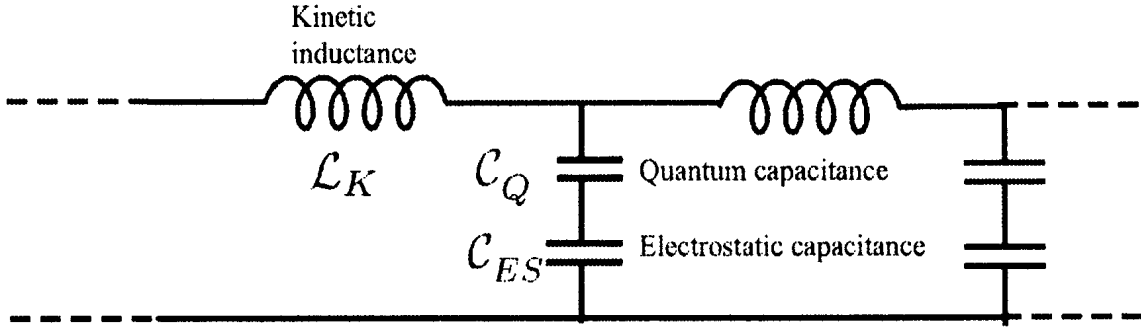 Kinetic
inductance
ℒ_K
𝒞_Q
Quantum capacitance
𝒞_ES
Electrostatic capacitance